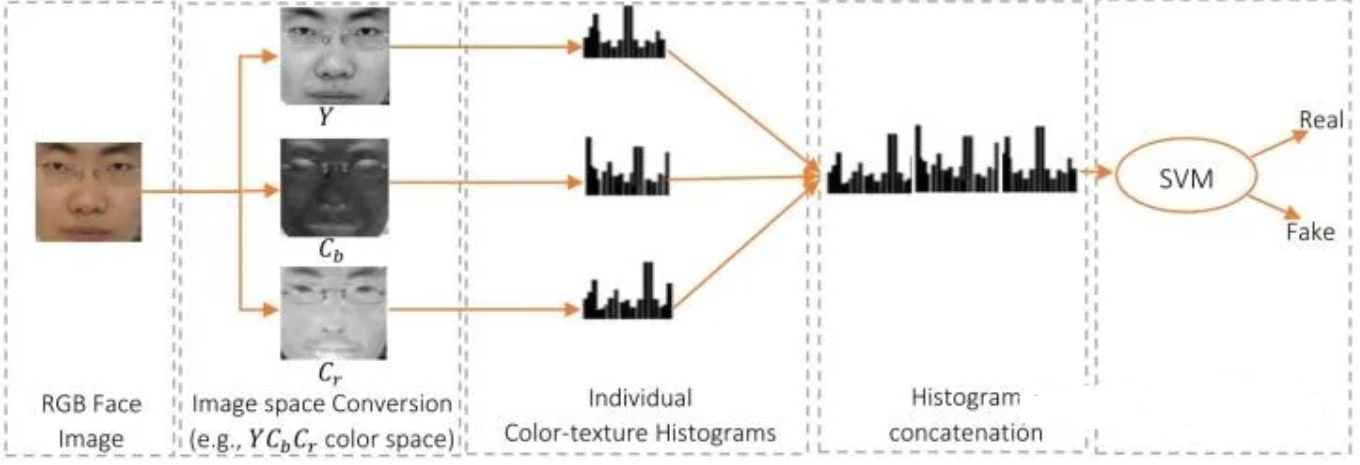 Y
C_b
C_r
RGB Face
Image
Image space Conversion
(e.g., YC_bC_r color space)
Individual
Color-texture Histograms
Histogram
concatenation
SVM
Real
Fake